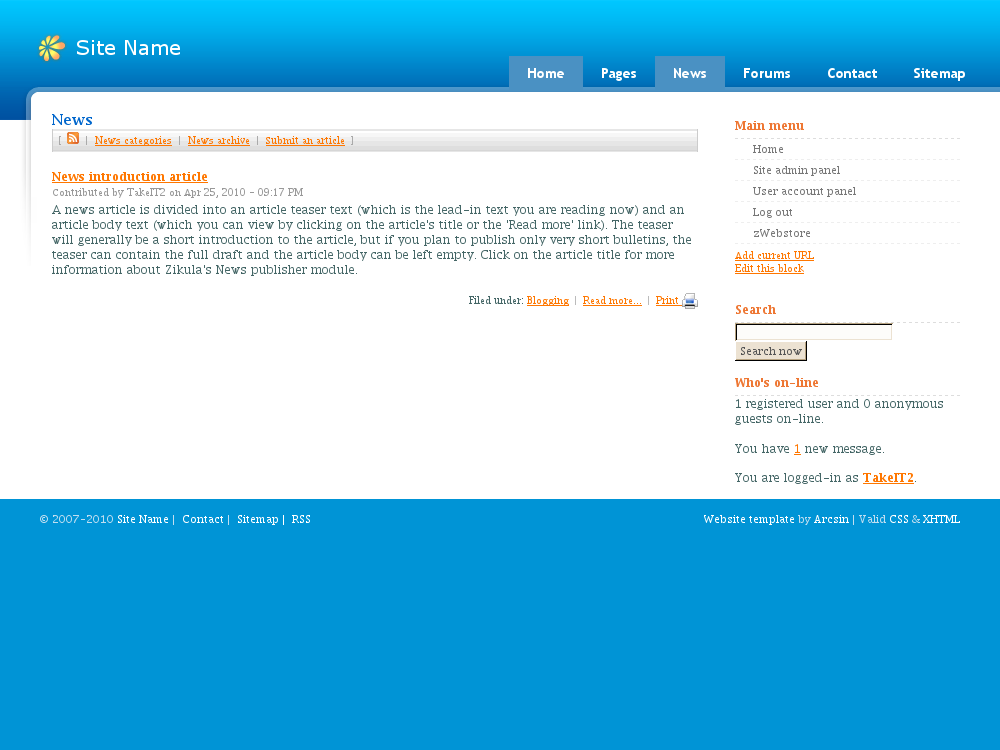 Site Name
Home Pages News Forums Contact Sitemap
News
[ | News categories | News archive | Submit an article ]
News introduction article
Contributed by TakeIT2 on Apr 25, 2010 - 09:17 PM
A news article is divided into an article teaser text (which is the lead-in text you are reading now) and an
article body text (which you can view by clicking on the article's title or the 'Read more' link). The teaser
will generally be a short introduction to the article, but if you plan to publish only very short bulletins, the
teaser can contain the full draft and the article body can be left empty. Click on the article title for more
information about Zikula's News publisher module.
Filed under: Blogging | Read more... | Print
Main menu
Home
Site admin panel
User account panel
Log out
zWebstore
Add current URL
Edit this block
Search
Search now
Who's on-line
1 registered user and 0 anonymous
guests on-line.
You have 1 new message.
You are logged-in as TakeIT2.
© 2007-2010 Site Name | Contact | Sitemap | RSS
Website template by Arcsin | Valid CSS & XHTML